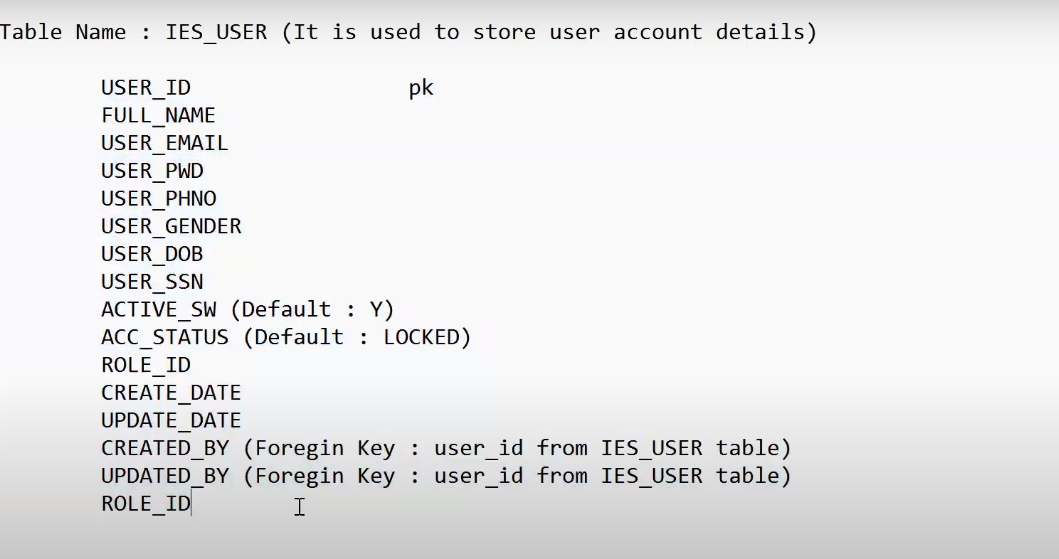 Table Name : IES_USER (It is used to store user account details)
USER_ID pk
FULL_NAME
USER_EMAIL
USER_PWD
USER_PHNO
USER_GENDER
USER_DOB
USER_SSN
ACTIVE_SW (Default : Y)
ACC_STATUS (Default : LOCKED)
ROLE_ID
CREATE_DATE
UPDATE_DATE
CREATED_BY (Foregin Key : user_id from IES_USER table)
UPDATED_BY (Foregin Key : user_id from IES_USER table)
ROLE_ID